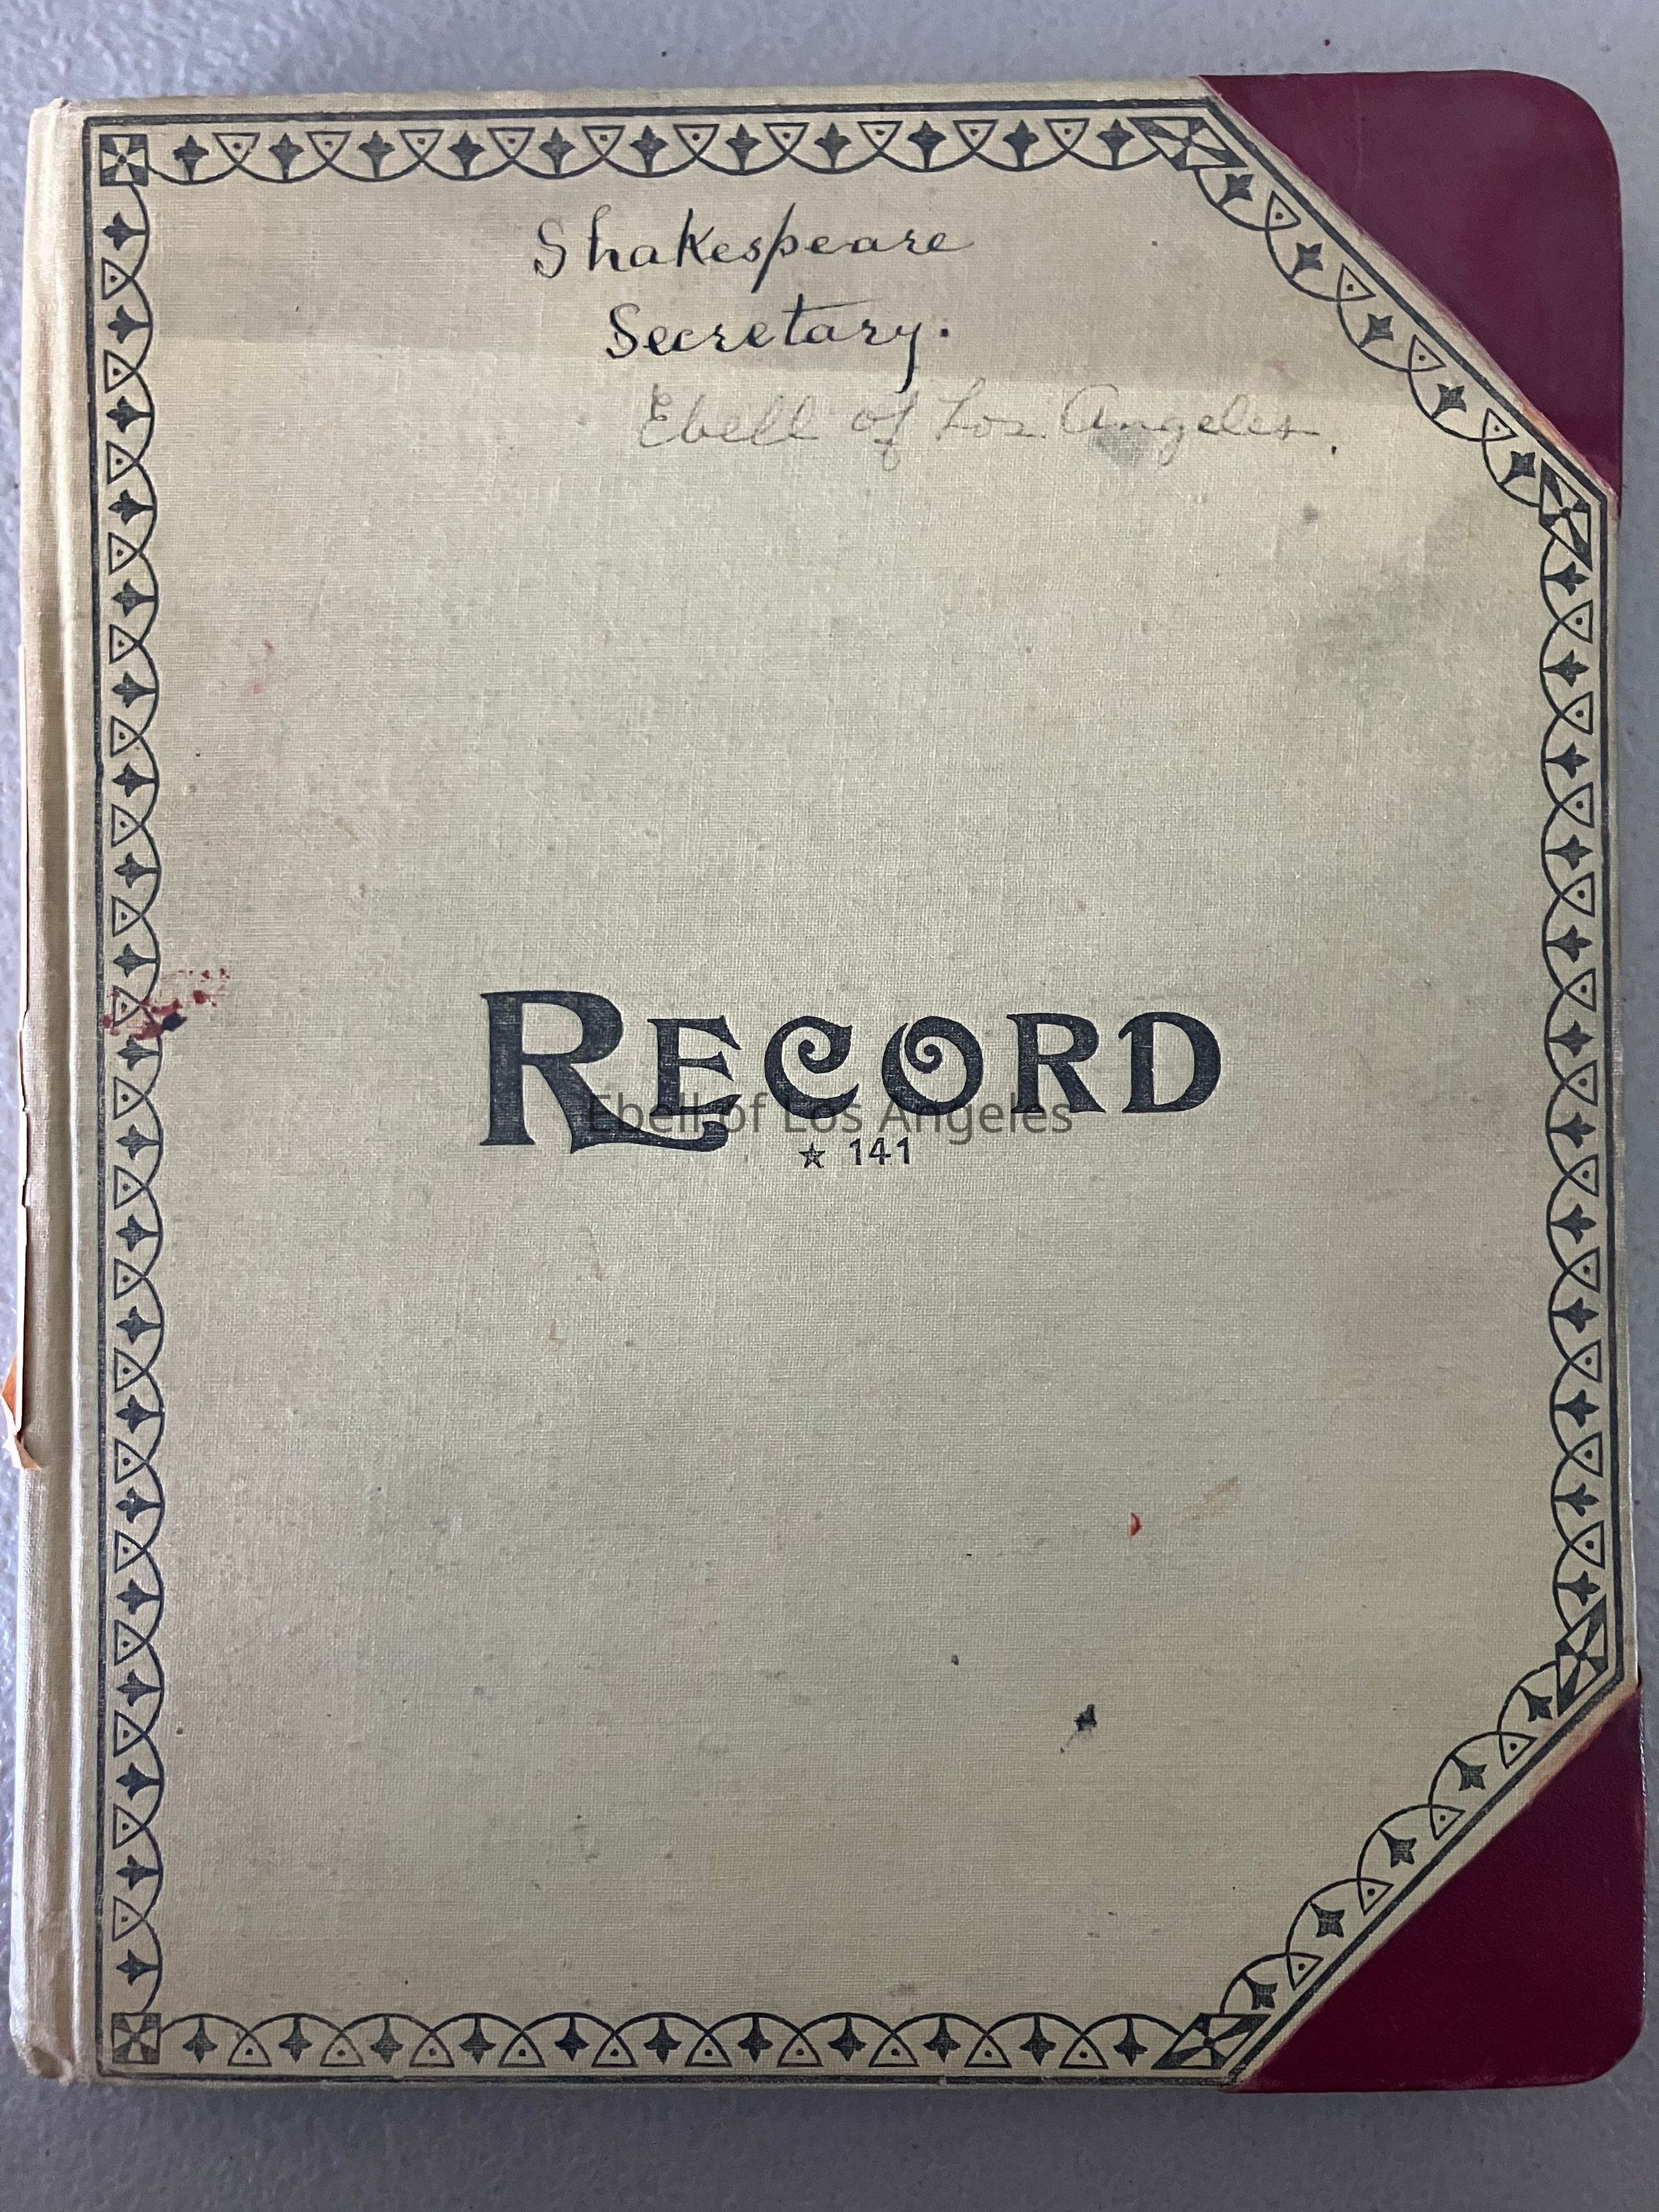 Shakespeare
Secretary.
Ebell of Los Angeles.
RECORD
Ebell of Los Angeles
★ 141